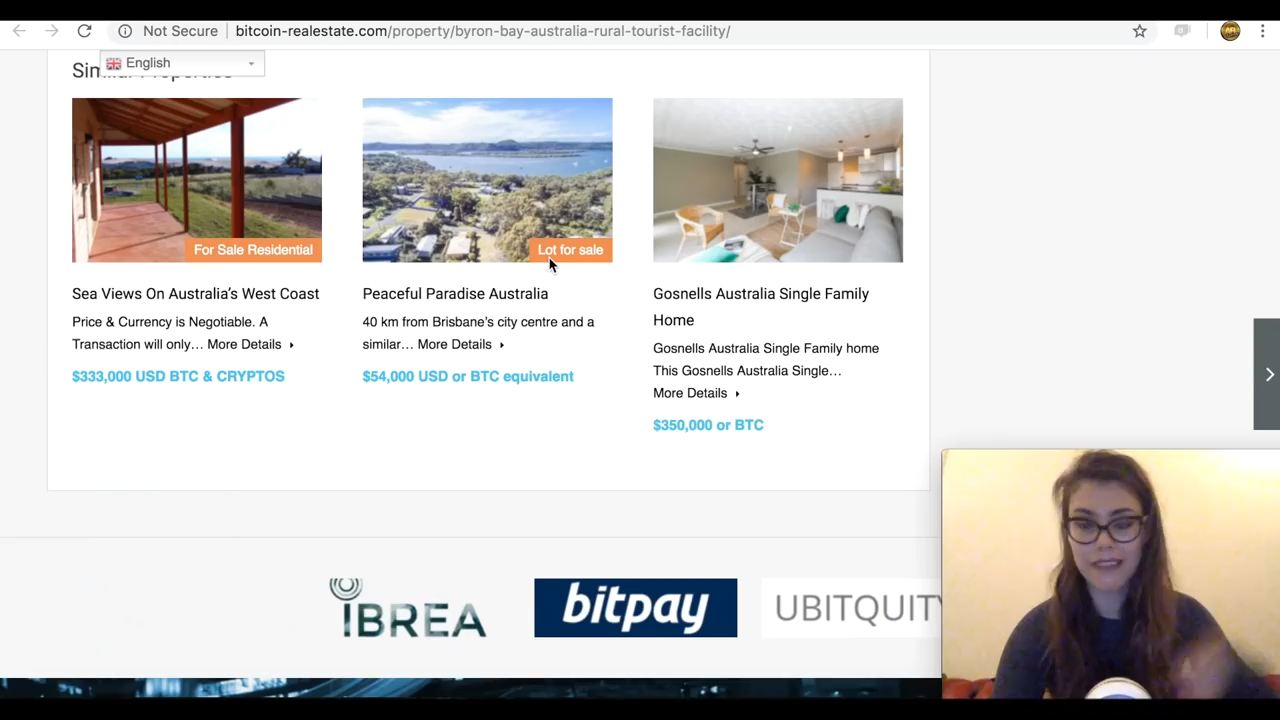 Not Secure bitcoin-realestate.com/property/byron-bay-australia-rural-tourist-facility/
English
Similar Properties
For Sale Residential
Lot for sale
Sea Views On Australia's West Coast
Price & Currency is Negotiable. A
Transaction will only... More Details
$333,000 USD BTC & CRYPTOS
Peaceful Paradise Australia
40 km from Brisbane's city centre and a
similar... More Details
$54,000 USD or BTC equivalent
Gosnells Australia Single Family
Home
Gosnells Australia Single Family home
This Gosnells Australia Single...
More Details
$350,000 or BTC
IBREA
bitpay
UBITQUITY